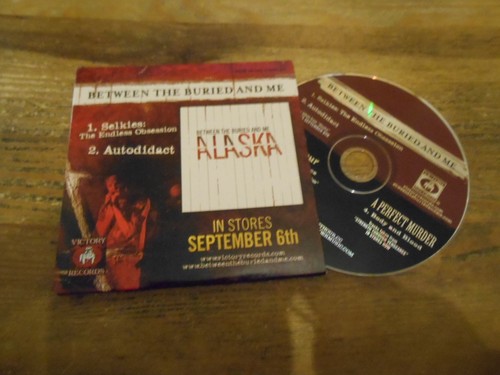 BETWEEN THE BURIED AND ME
1. Selkies:
The Endless Obsession
2. Autodidact
BETWEEN THE BURIED AND ME
ALASKA
IN STORES
SEPTEMBER 6th
www.victoryrecords.com
www.betweentheburiedandme.com
VICTORY
RECORDS
BETWEEN THE BURIED AND ME
1. Selkies: The Endless Obsession
2. Autodidact
A PERFECT MURDER
4. Body and Blood